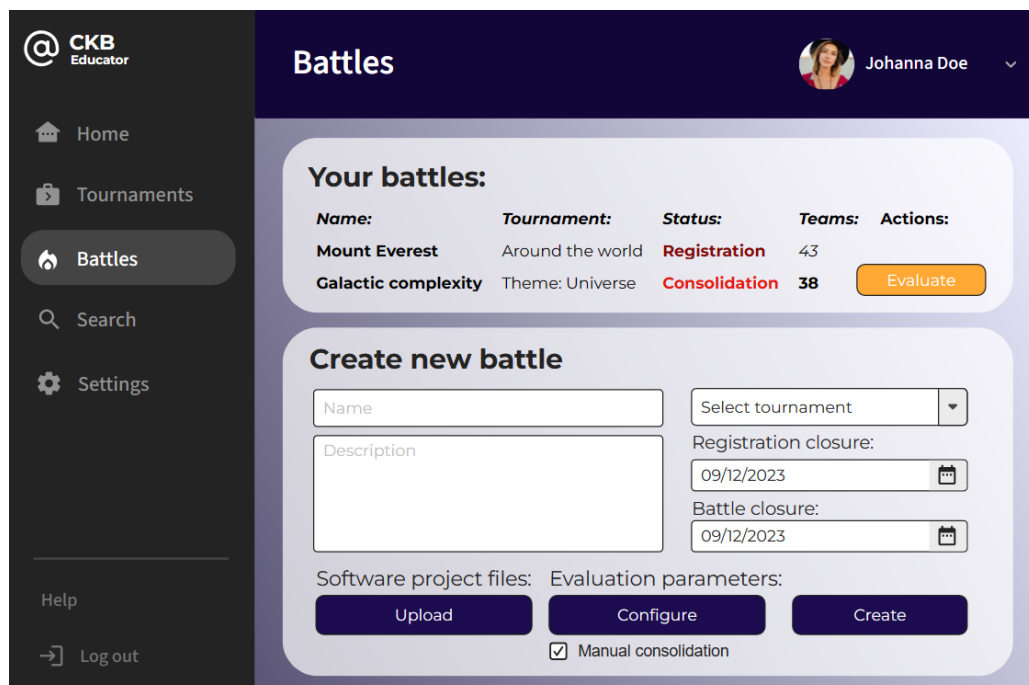 CKB
Educator
Home
Tournaments
Battles
Search
Settings
Help
Log out
Battles
Johanna Doe
Your battles:
Name: Tournament: Status: Teams: Actions:
Mount Everest Around the world Registration 43
Galactic complexity Theme: Universe Consolidation 38 Evaluate
Create new battle
Name
Select tournament
Description
Registration closure:
09/12/2023
Battle closure:
09/12/2023
Software project files: Evaluation parameters:
Upload Configure Create
Manual consolidation